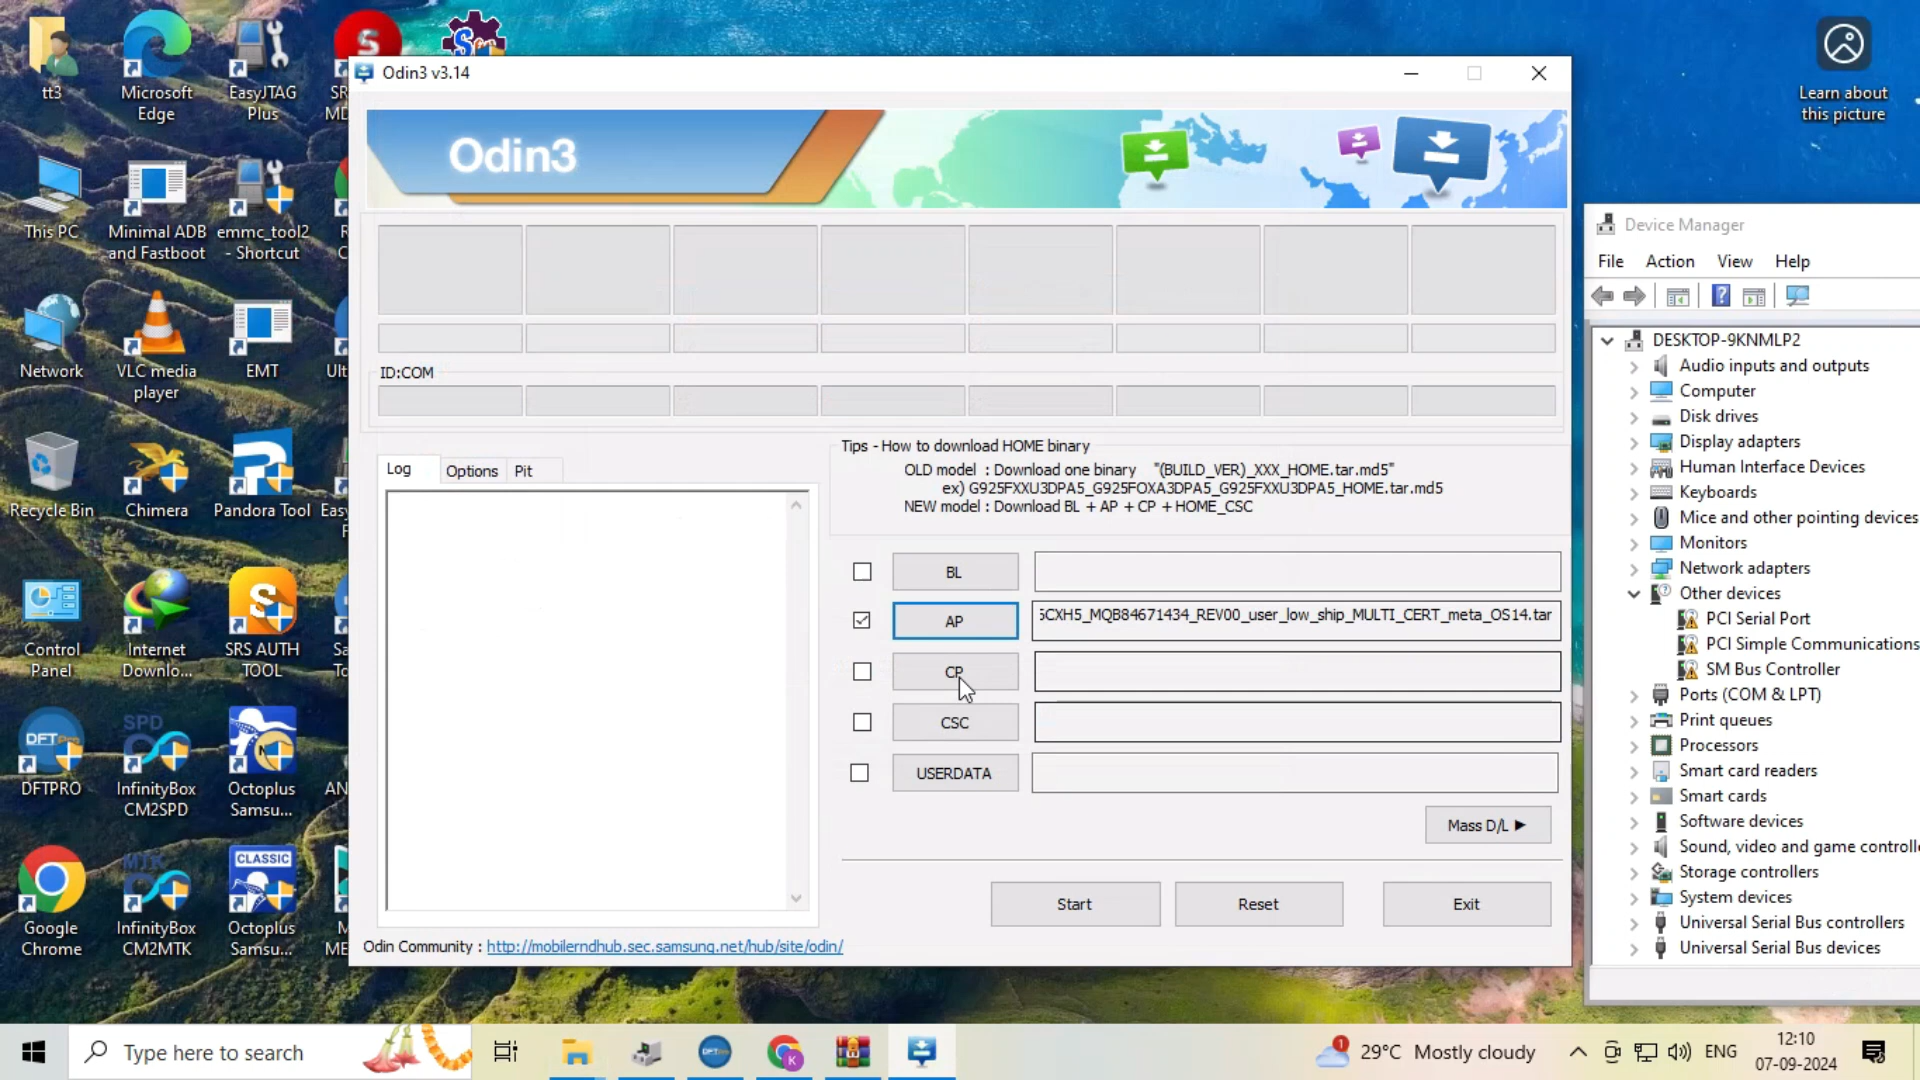 tt3
Microsoft
Edge
EasyJTAG
Plus
Learn about
this picture
This PC
Minimal ADB
and Fastboot
emmc_tool2
- Shortcut
Network
VLC media
player
EMT
Recycle Bin
Chimera
Pandora Tool
Control
Panel
Internet
Downlo...
SRS AUTH
TOOL
DFTPRO
InfinityBox
CM2SPD
Octoplus
Samsu...
Google
Chrome
InfinityBox
CM2MTK
CLASSIC
Octoplus
Samsu...
Odin3 v3.14
Odin3
ID:COM
Log
Options
Pit
Tips - How to download HOME binary
OLD model : Download one binary "(BUILD_VER)_XXX_HOME.tar.md5"
ex) G925FXXU3DPA5_G925FOXA3DPA5_G925FXXU3DPA5_HOME.tar.md5
NEW model : Download BL + AP + CP + HOME_CSC
BL
AP
CXH5_MQB84671434_REV00_user_low_ship_MULTI_CERT_meta_OS14.tar
CP
CSC
USERDATA
Mass D/L ▶
Start
Reset
Exit
Odin Community : http://mobilerndhub.sec.samsung.net/hub/site/odin/
Device Manager
File Action View Help
DESKTOP-9KNMLP2
Audio inputs and outputs
Computer
Disk drives
Display adapters
Human Interface Devices
Keyboards
Mice and other pointing devices
Monitors
Network adapters
Other devices
PCI Serial Port
PCI Simple Communications
SM Bus Controller
Ports (COM & LPT)
Print queues
Processors
Smart card readers
Smart cards
Software devices
Sound, video and game controlle
Storage controllers
System devices
Universal Serial Bus controllers
Universal Serial Bus devices
Type here to search
1
29°C Mostly cloudy
ENG
12:10
07-09-2024